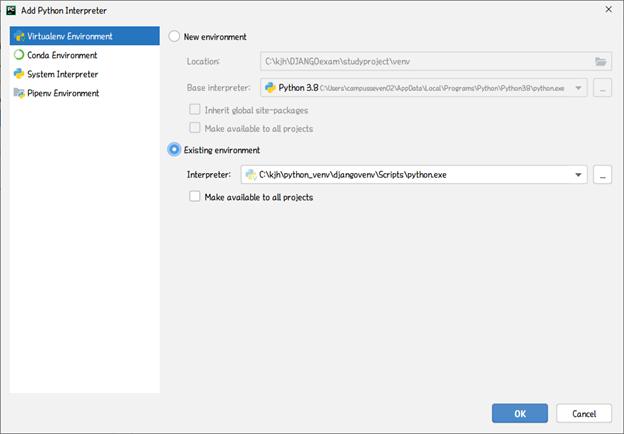 PC Add Python Interpreter
Virtualenv Environment
Conda Environment
System Interpreter
Pipenv Environment
New environment
Location: C:\kjh\DJANGOexam\studyproject\venv
Base interpreter: Python 3.8 C:\Users\campusseven02\AppData\Local\Programs\Python\Python38\python.exe ...
Inherit global site-packages
Make available to all projects
Existing environment
Interpreter: C:\kjh\python_venv\djangovenv\Scripts\python.exe ...
Make available to all projects
OK Cancel